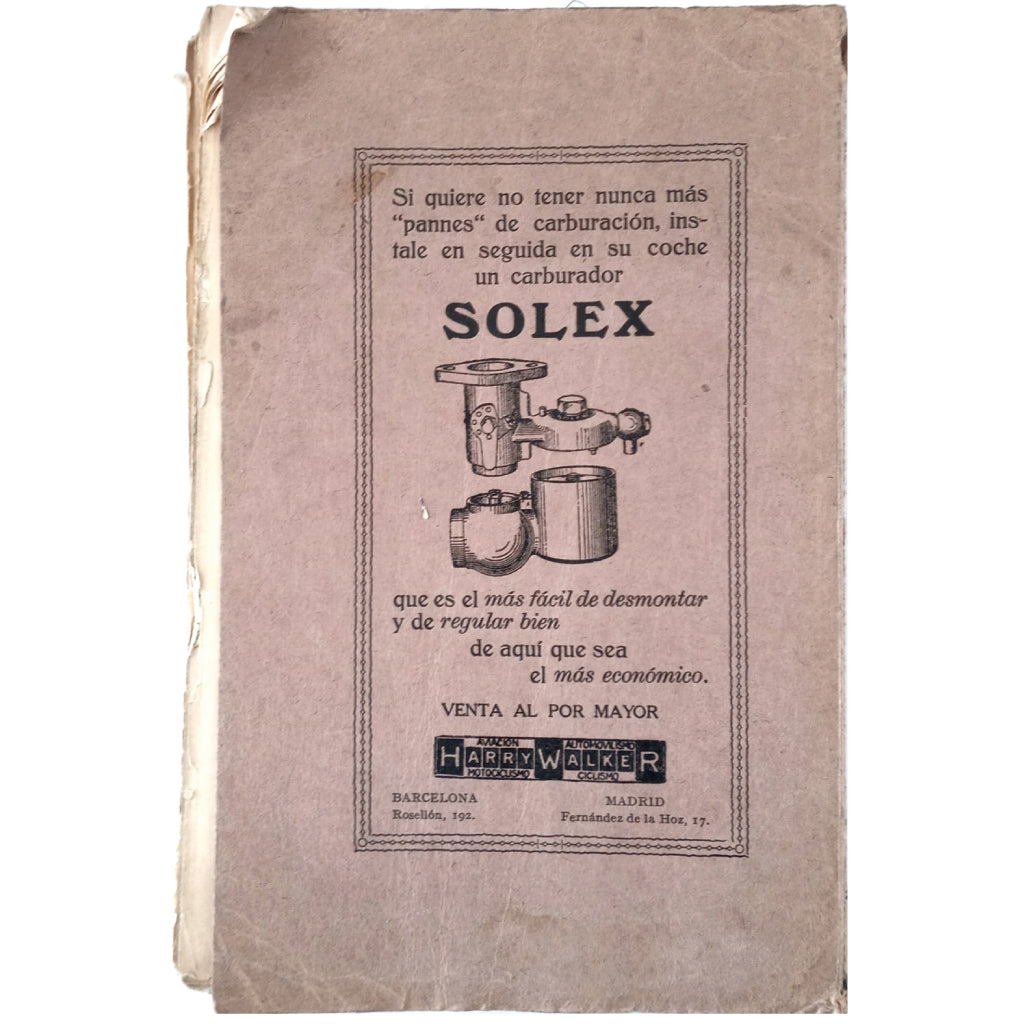 Si quiere no tener nunca más
“pannes“ de carburación, ins-
tale en seguida en su coche
un carburador
SOLEX
que es el más fácil de desmontar
y de regular bien
de aquí que sea
el más económico.
VENTA AL POR MAYOR
AVIACIÓN AUTOMOVILISMO
HARRY WALKER
MOTOCICLISMO CICLISMO
BARCELONA MADRID
Rosellón, 192. Fernández de la Hoz, 17.